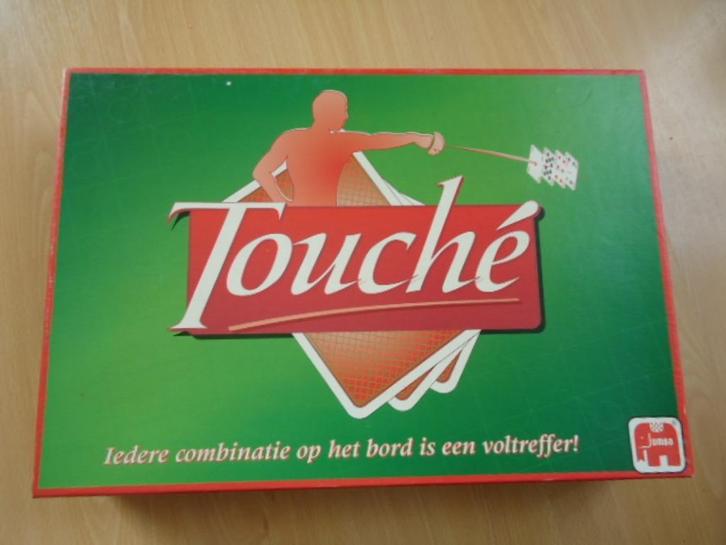 Touché
Iedere combinatie op het bord is een voltreffer!
Jumbo